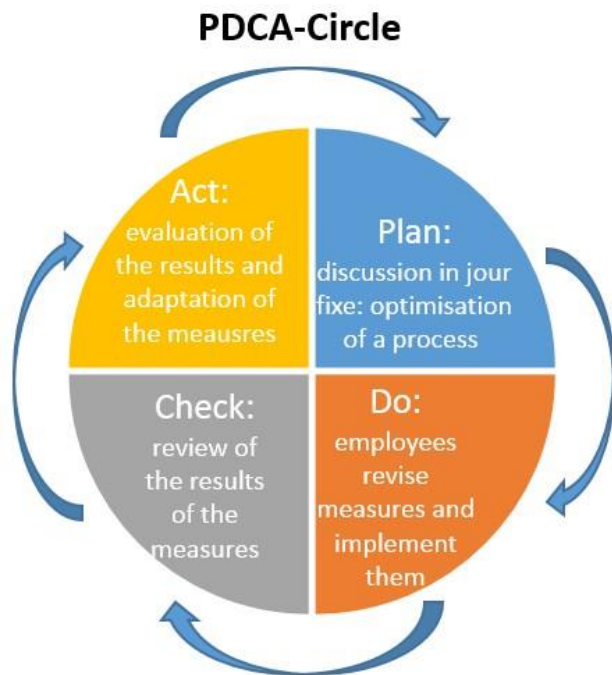 PDCA-Circle
Act:
evaluation of
the results and
adaptation of
the meausres
Plan:
discussion in jour
fixe: optimisation
of a process
Do:
employees
revise
measures and
implement
them
Check:
review of
the results
of the
measures